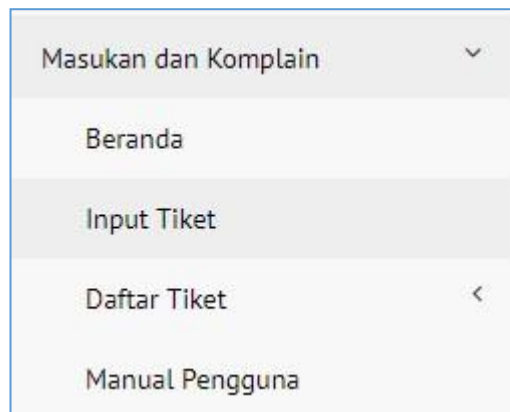 Masukan dan Komplain
Beranda
Input Tiket
Daftar Tiket
Manual Pengguna